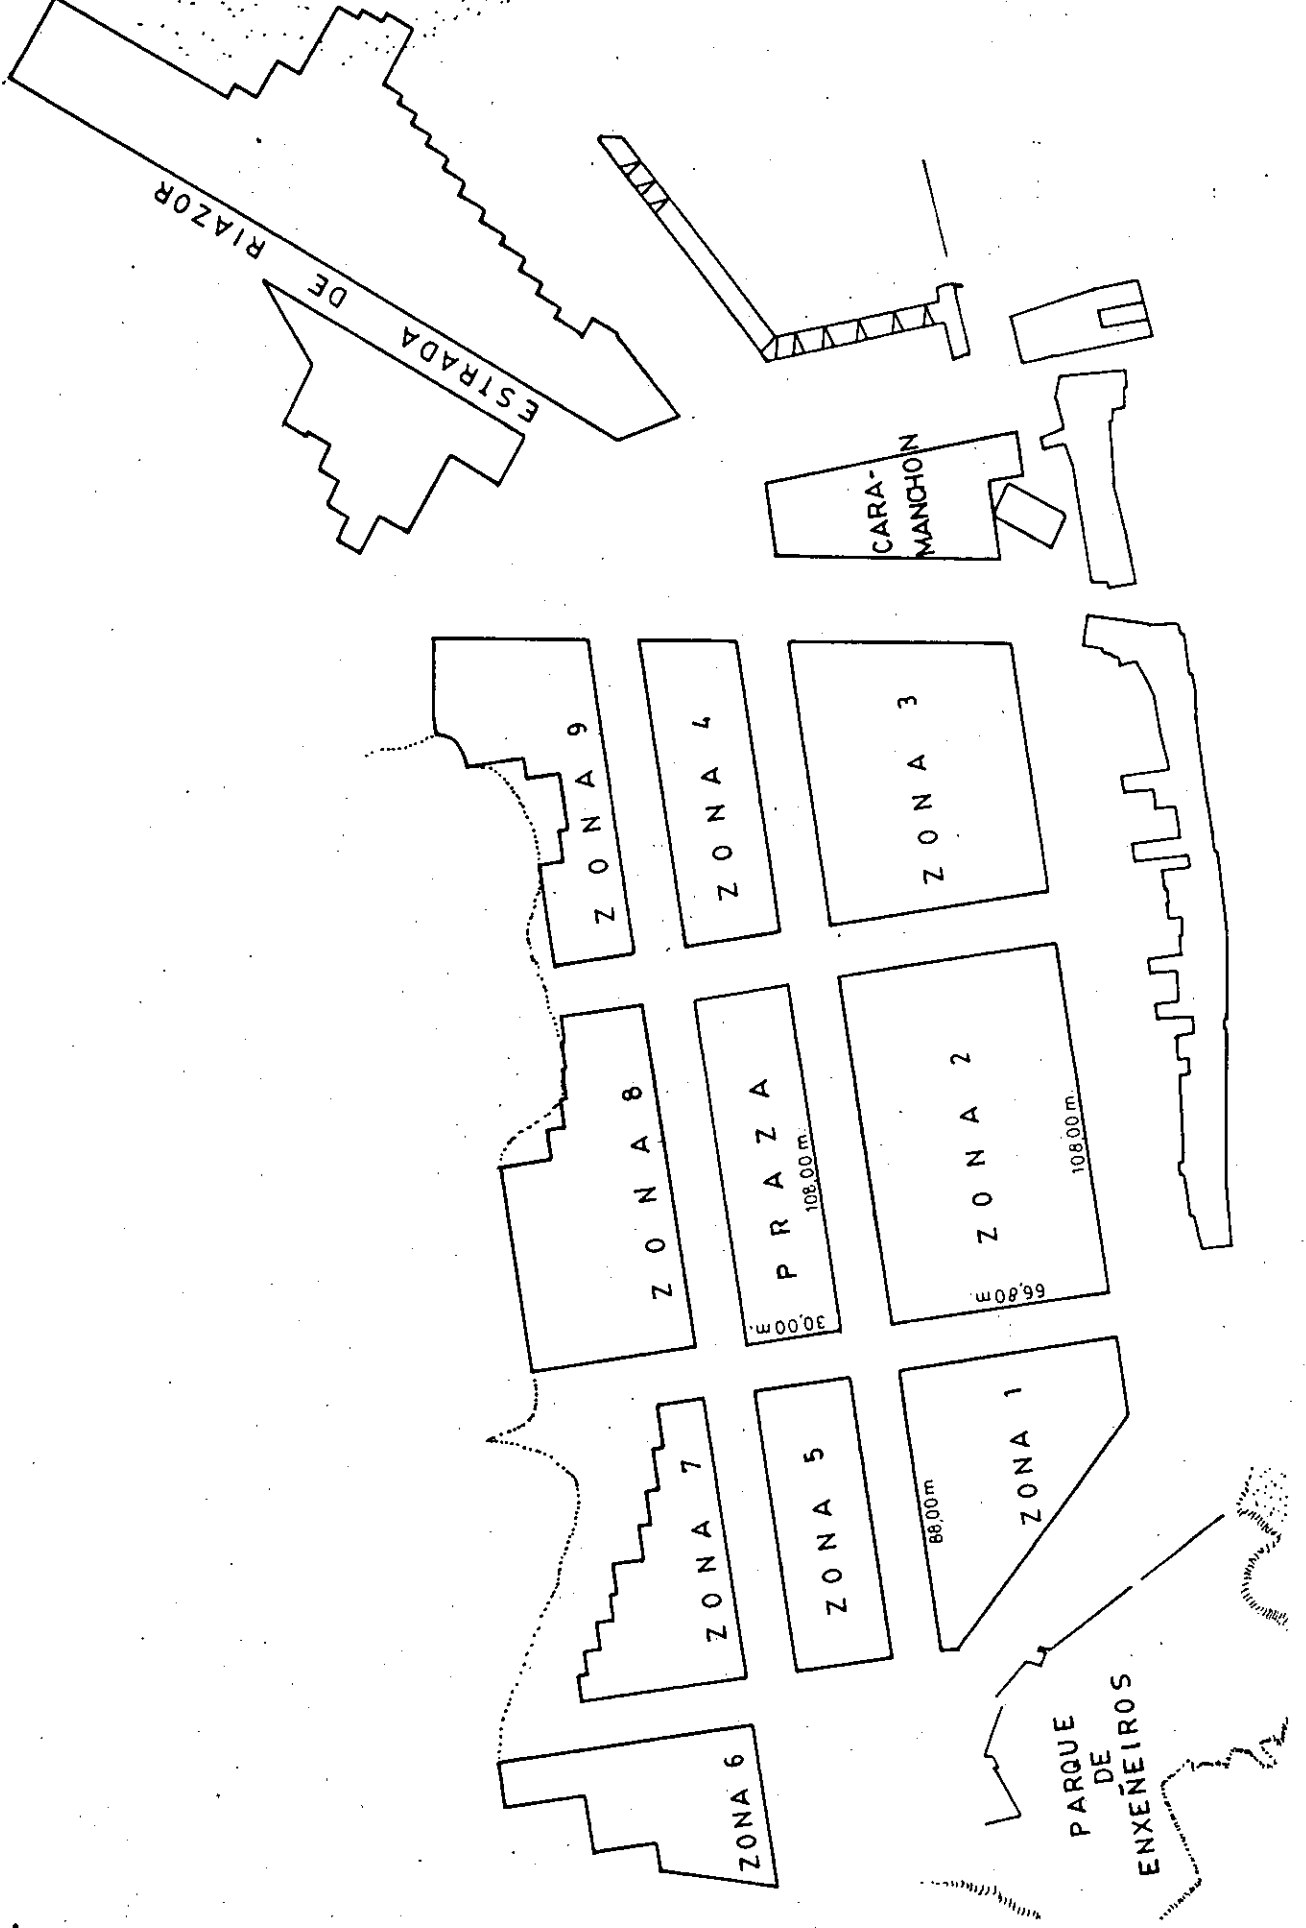 ESTRADA DE RIAZOR
CARA-
MANCHON
ZONA 9
ZONA 4
ZONA 3
ZONA 8
PRAZA
108,00 m.
30,00 m.
ZONA 2
108,00 m.
66,80 m.
ZONA 7
ZONA 5
88,00 m
ZONA 1
ZONA 6
PARQUE
DE
ENXEÑEIROS